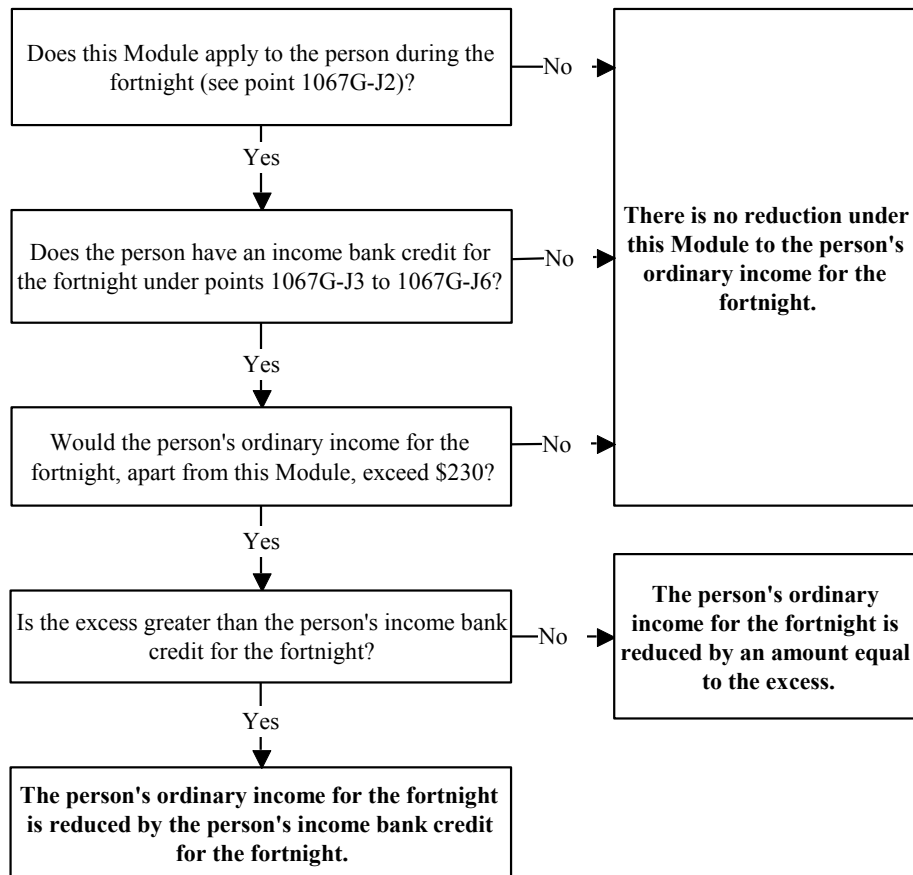 Does this Module apply to the person during the
fortnight (see point 1067G-J2)?
No
Yes
Does the person have an income bank credit for
the fortnight under points 1067G-J3 to 1067G-J6?
No
There is no reduction under
this Module to the person's
ordinary income for the
fortnight.
Yes
Would the person's ordinary income for the
fortnight, apart from this Module, exceed $230?
No
Yes
Is the excess greater than the person's income bank
credit for the fortnight?
No
The person's ordinary
income for the fortnight is
reduced by an amount equal
to the excess.
Yes
The person's ordinary income for the fortnight
is reduced by the person's income bank credit
for the fortnight.